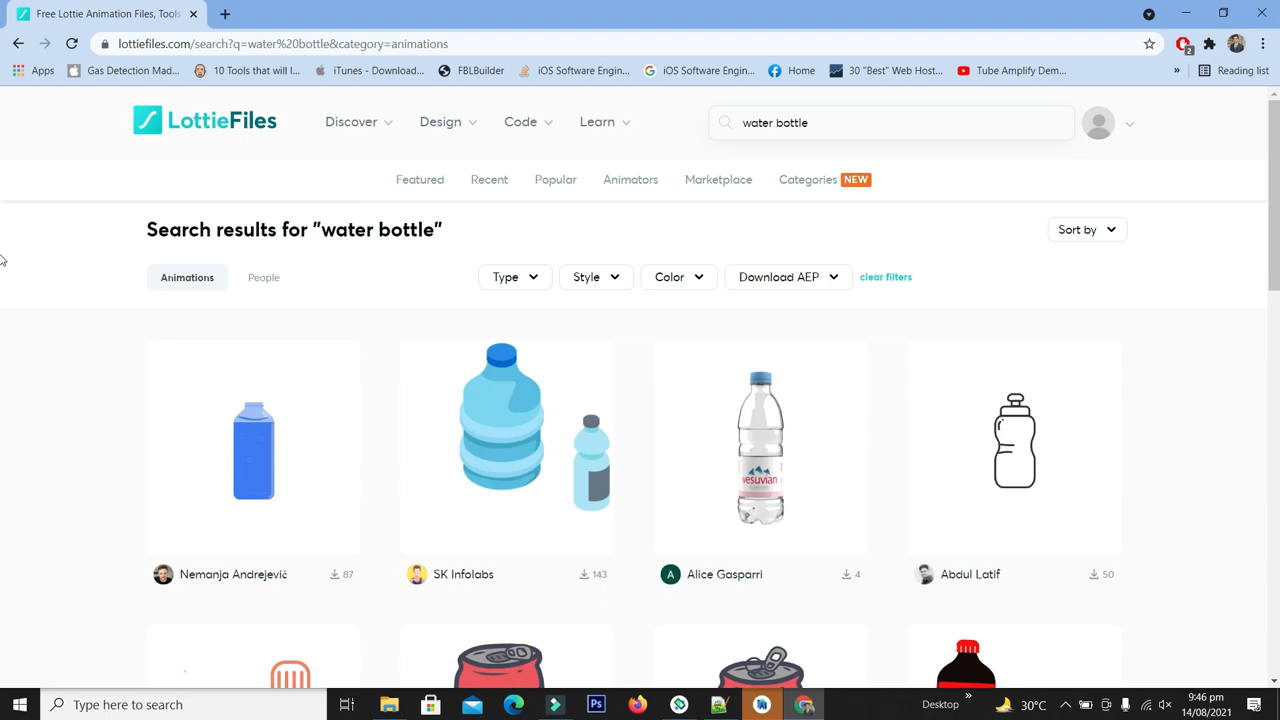 Free Lottie Animation Files, Tools
lottiefiles.com/search?q=water%20bottle&category=animations
2
Apps
Gas Detection Mad...
10 Tools that will l...
iTunes - Download...
FBLBuilder
iOS Software Engin...
iOS Software Engin...
Home
30 "Best" Web Host...
Tube Amplify Dem...
»
Reading list
LottieFiles
Discover
Design
Code
Learn
water bottle
Featured
Recent
Popular
Animators
Marketplace
Categories
NEW
Search results for "water bottle"
Sort by
Animations
People
Type
Style
Color
Download AEP
clear filters
vesuvian
Nemanja Andrejević
87
SK Infolabs
143
A
Alice Gasparri
4
Abdul Latif
50
Type here to search
Ps
Desktop
»
30°C
9:46 pm
14/08/2021